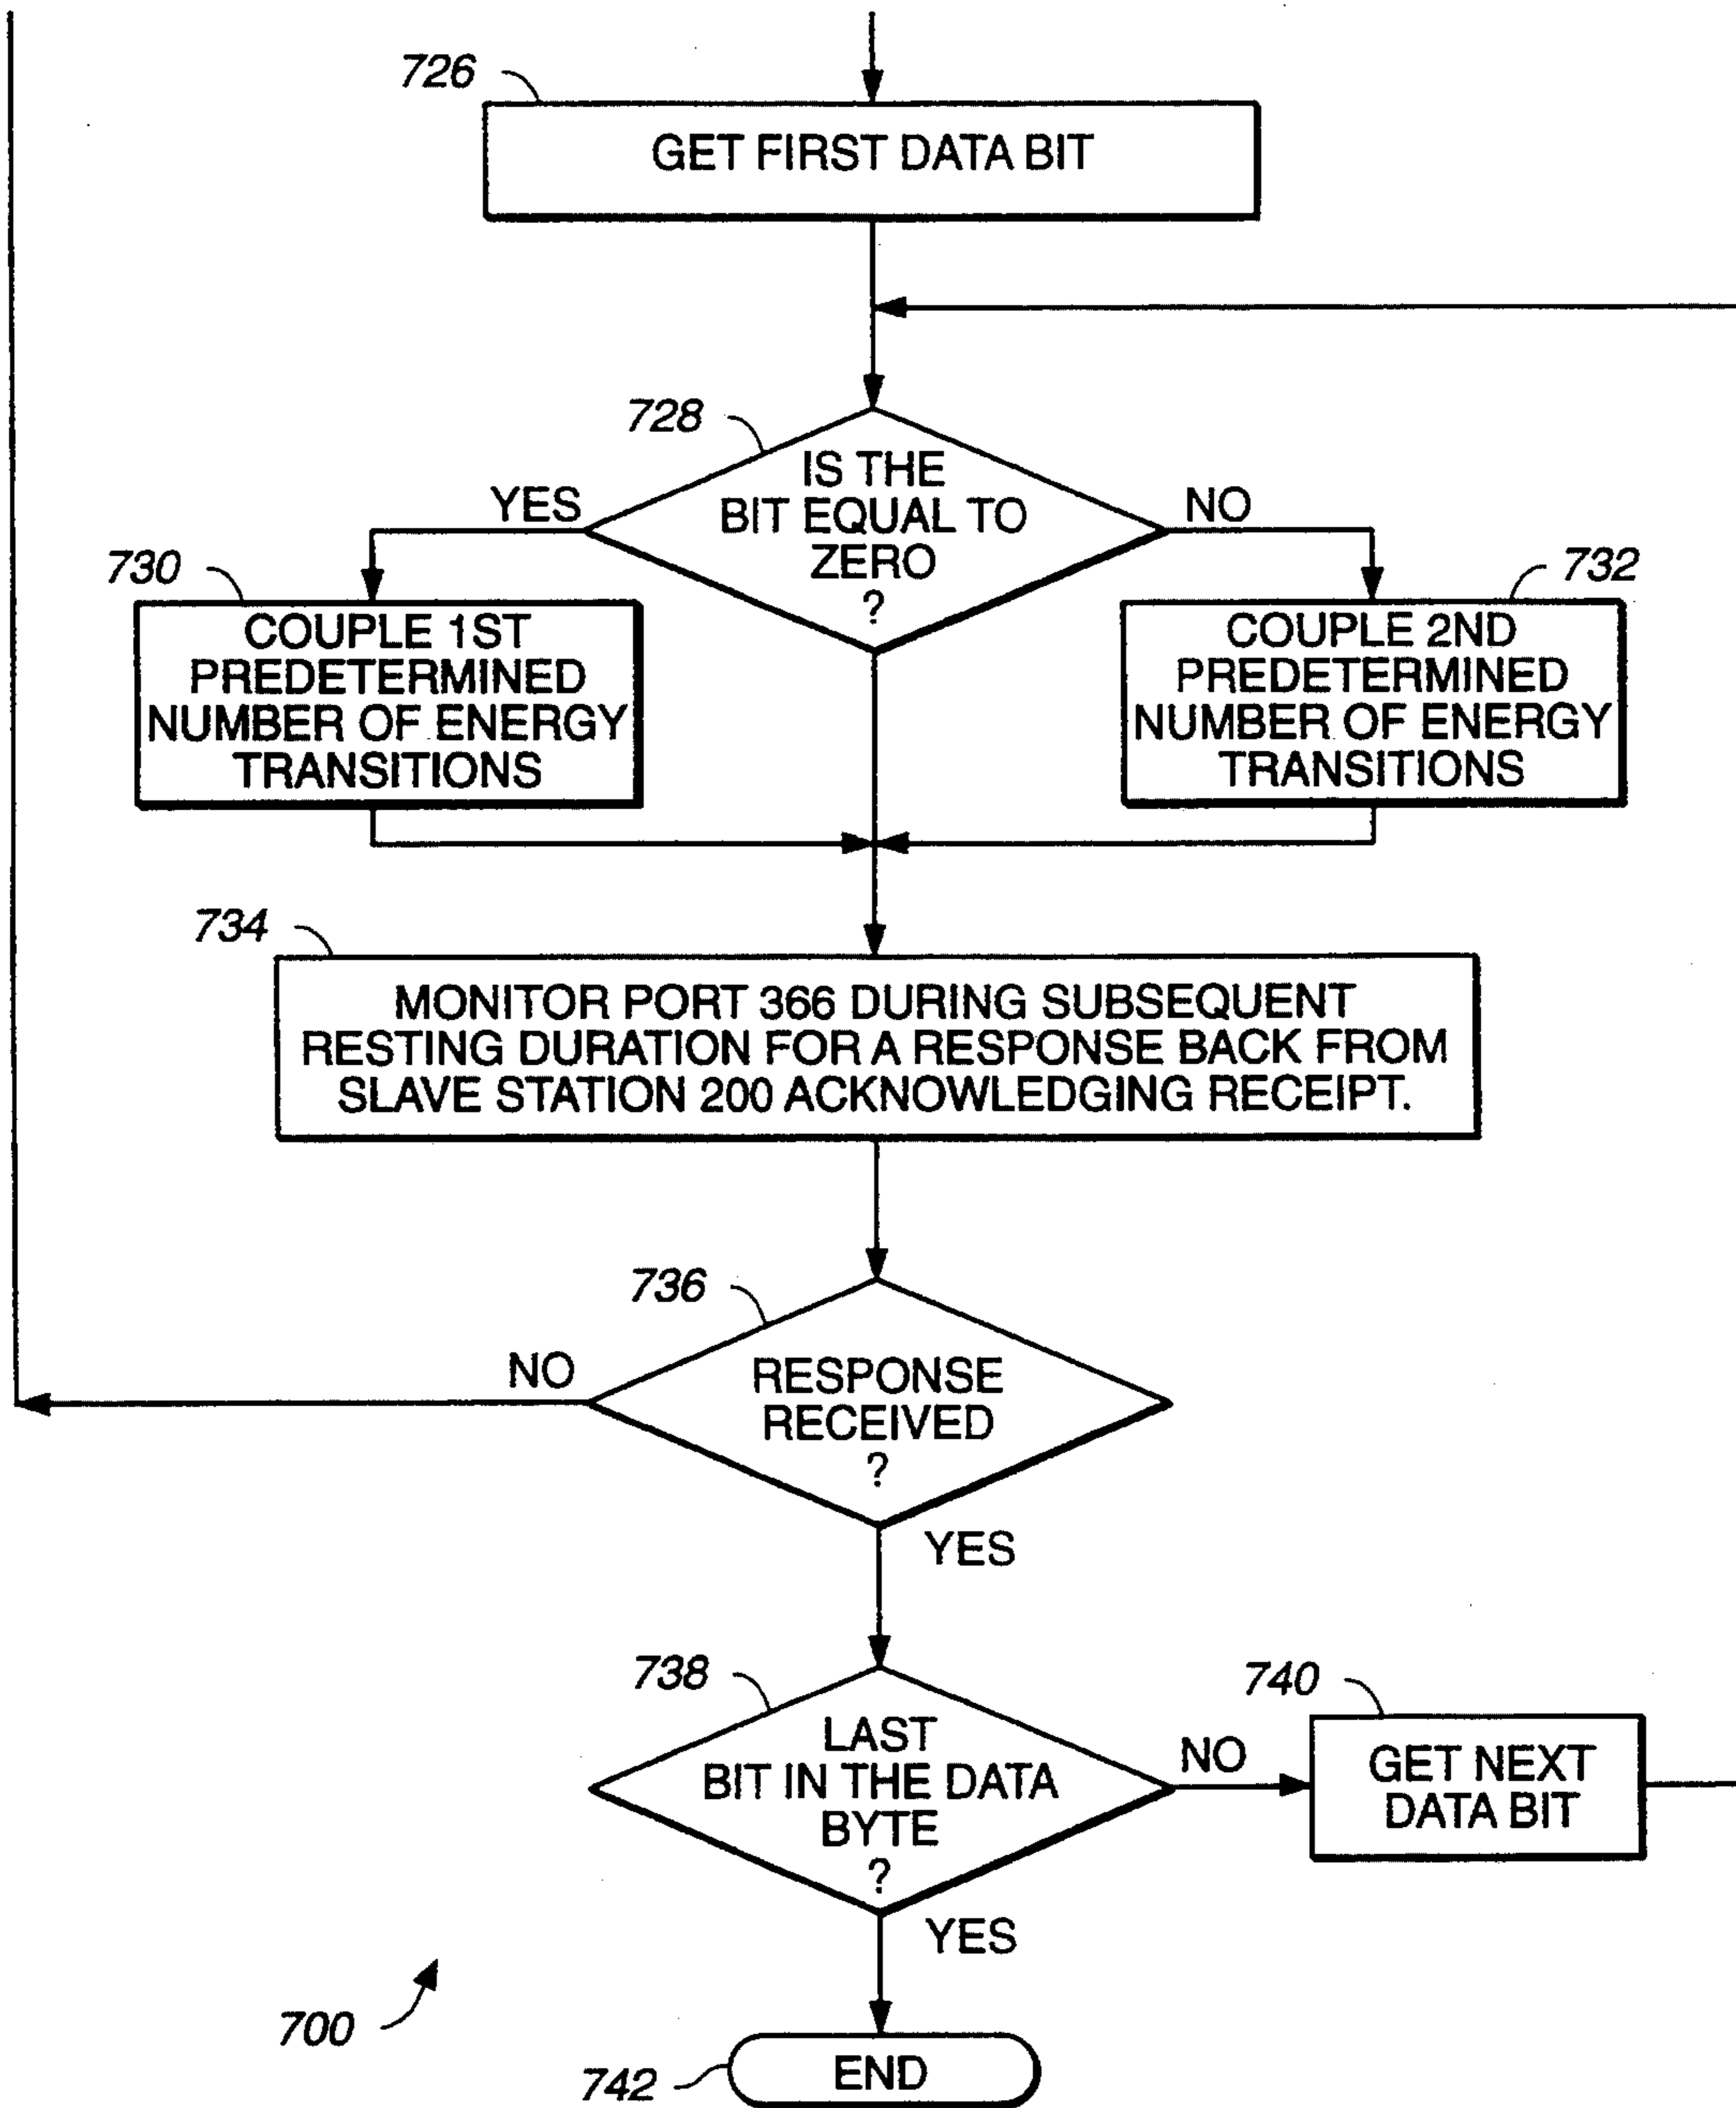 726
GET FIRST DATA BIT
728
IS THE
BIT EQUAL TO
ZERO
?
YES
NO
730
COUPLE 1ST
PREDETERMINED
NUMBER OF ENERGY
TRANSITIONS
732
COUPLE 2ND
PREDETERMINED
NUMBER OF ENERGY
TRANSITIONS
734
MONITOR PORT 366 DURING SUBSEQUENT
RESTING DURATION FOR A RESPONSE BACK FROM
SLAVE STATION 200 ACKNOWLEDGING RECEIPT.
736
NO
RESPONSE
RECEIVED
?
YES
738
LAST
BIT IN THE DATA
BYTE
?
NO
740
GET NEXT
DATA BIT
YES
700
742
END